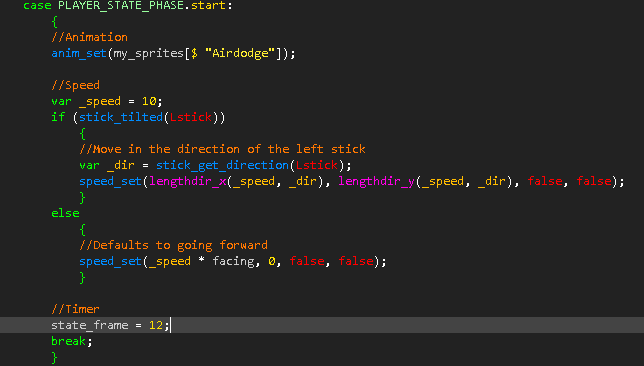 case PLAYER_STATE_PHASE.start:
{
//Animation
anim_set(my_sprites[$ "Airdodge"]);
//Speed
var _speed = 10;
if (stick_tilted(Lstick))
{
//Move in the direction of the left stick
var _dir = stick_get_direction(Lstick);
speed_set(lengthdir_x(_speed, _dir), lengthdir_y(_speed, _dir), false, false);
}
else
{
//Defaults to going forward
speed_set(_speed * facing, 0, false, false);
}
//Timer
state_frame = 12;
break;
}